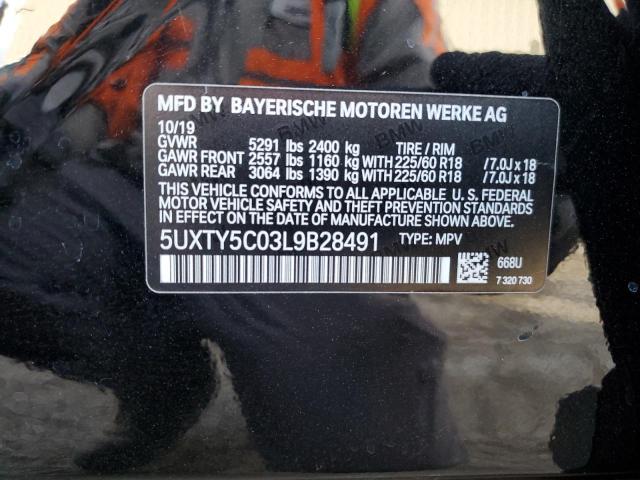 MFD BY BAYERISCHE MOTOREN WERKE AG
10/19
GVWR 5291 lbs 2400 kg TIRE / RIM
GAWR FRONT 2557 lbs 1160 kg WITH 225/60 R18 /7.0J x 18
GAWR REAR 3064 lbs 1390 kg WITH 225/60 R18 /7.0J x 18
THIS VEHICLE CONFORMS TO ALL APPLICABLE U. S. FEDERAL
MOTOR VEHICLE SAFETY AND THEFT PREVENTION STANDARDS
IN EFFECT ON THE DATE OF MANUFACTURE SHOWN ABOVE.
5UXTY5C03L9B28491 TYPE: MPV
668U
7 320 730